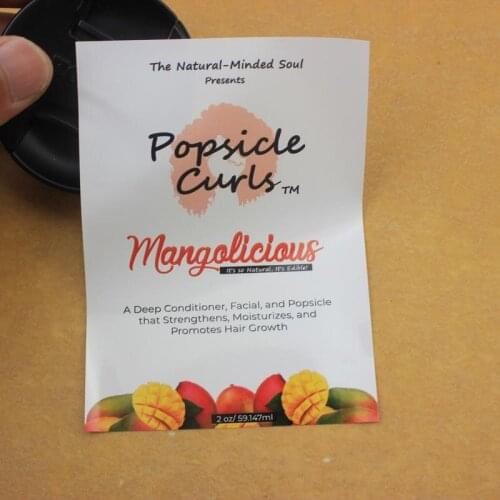 The Natural-Minded Soul
Presents
Popsicle
Curls TM
Mangolicious
It's so Natural, It's Edible!
A Deep Conditioner, Facial, and Popsicle
that Strengthens, Moisturizes, and
Promotes Hair Growth
2 oz/ 59.147ml